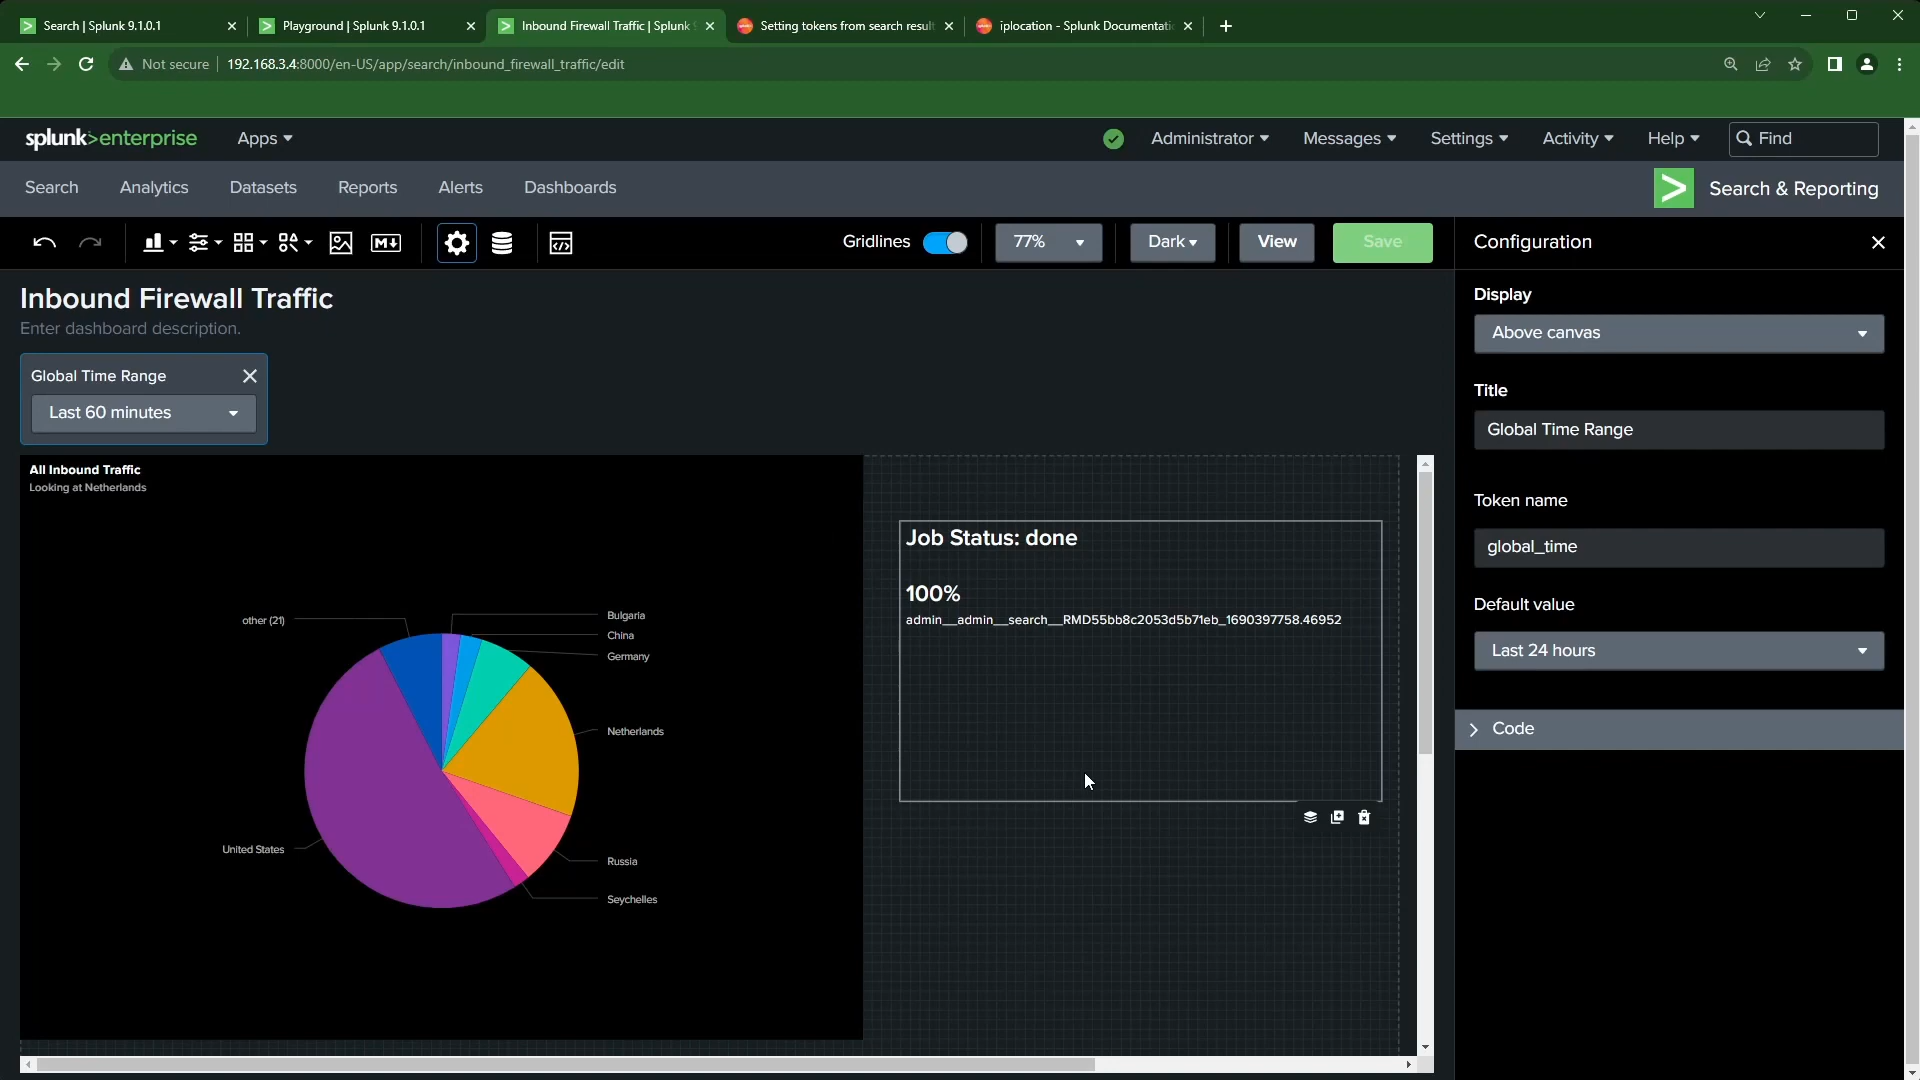 Search | Splunk 9.1.0.1
Playground | Splunk 9.1.0.1
Inbound Firewall Traffic | Splunk
Setting tokens from search result
iplocation - Splunk Documentati
Not secure
192.168.3.4:8000/en-US/app/search/inbound_firewall_traffic/edit
splunk>enterprise
Apps
Administrator
Messages
Settings
Activity
Help
Find
Search
Analytics
Datasets
Reports
Alerts
Dashboards
Search & Reporting
Gridlines
77%
Dark
View
Save
Configuration
Inbound Firewall Traffic
Enter dashboard description.
Global Time Range
Last 60 minutes
All Inbound Traffic
Looking at Netherlands
other (21)
Bulgaria
China
Germany
Netherlands
United States
Russia
Seychelles
Job Status: done
100%
admin__admin__search__RMD55bb8c2053d5b71eb_1690397758.46952
Display
Above canvas
Title
Global Time Range
Token name
global_time
Default value
Last 24 hours
Code